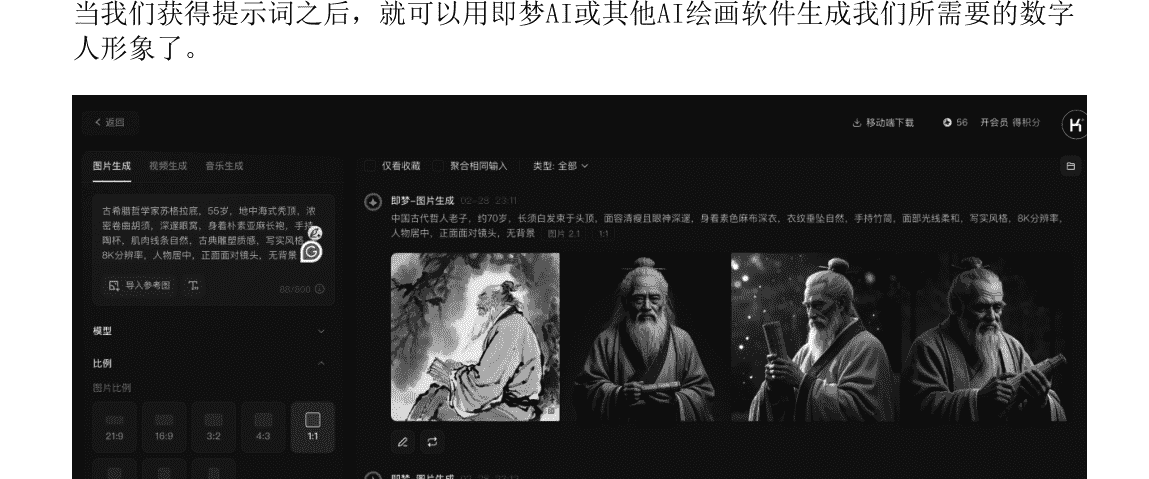 当我们获得提示词之后，就可以用即梦AI或其他AI绘画软件生成我们所需要的数字
人形象了。
返回
移动端下载
56
开会员 得积分
图片生成
视频生成
音乐生成
仅看收藏
聚合相同输入
类型: 全部
古希腊哲学家苏格拉底，55岁，地中海式秃顶，浓
密卷曲胡须，深邃眼窝，身着朴素亚麻长袍，手持
陶杯，肌肉线条自然，古典雕塑质感，写实风格，
8K分辨率，人物居中，正面面对镜头，无背景
导入参考图
88/800
模型
比例
图片比例
21:9
16:9
3:2
4:3
1:1
即梦-图片生成 02-28 23:11
中国古代哲人老子，约70岁，长须白发束于头顶，面容清瘦且眼神深邃，身着素色麻布深衣，衣纹垂坠自然，手持竹简，面部光线柔和，写实风格，8K分辨率，
人物居中，正面面对镜头，无背景 图片 2.1 1:1